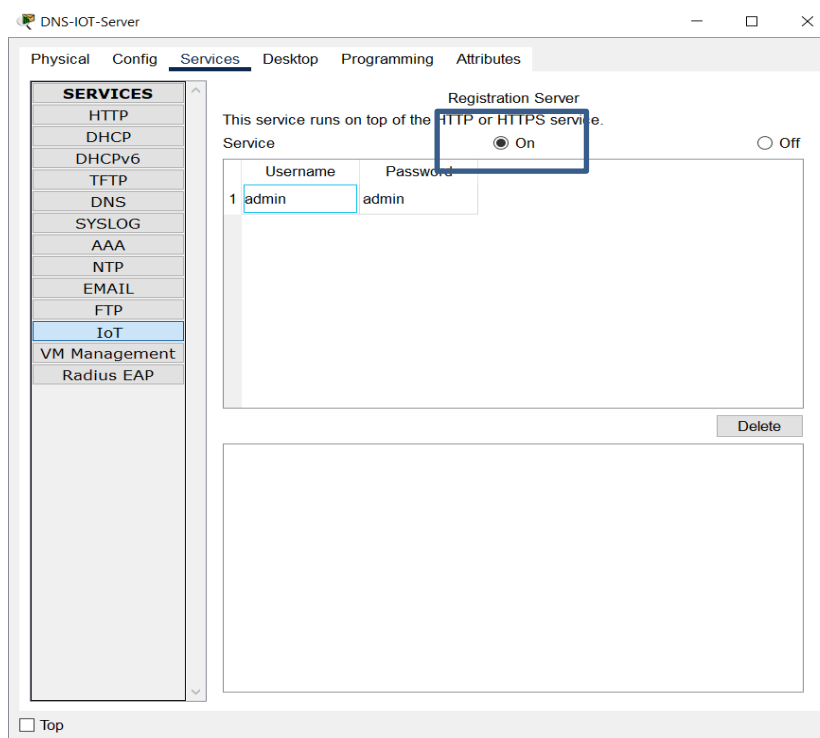 DNS-IOT-Server
Physical Config Services Desktop Programming Attributes
SERVICES
HTTP
DHCP
DHCPv6
TFTP
DNS
SYSLOG
AAA
NTP
EMAIL
FTP
IoT
VM Management
Radius EAP
Registration Server
This service runs on top of the HTTP or HTTPS service.
Service On Off
Username Password
1 admin admin
Delete
Top